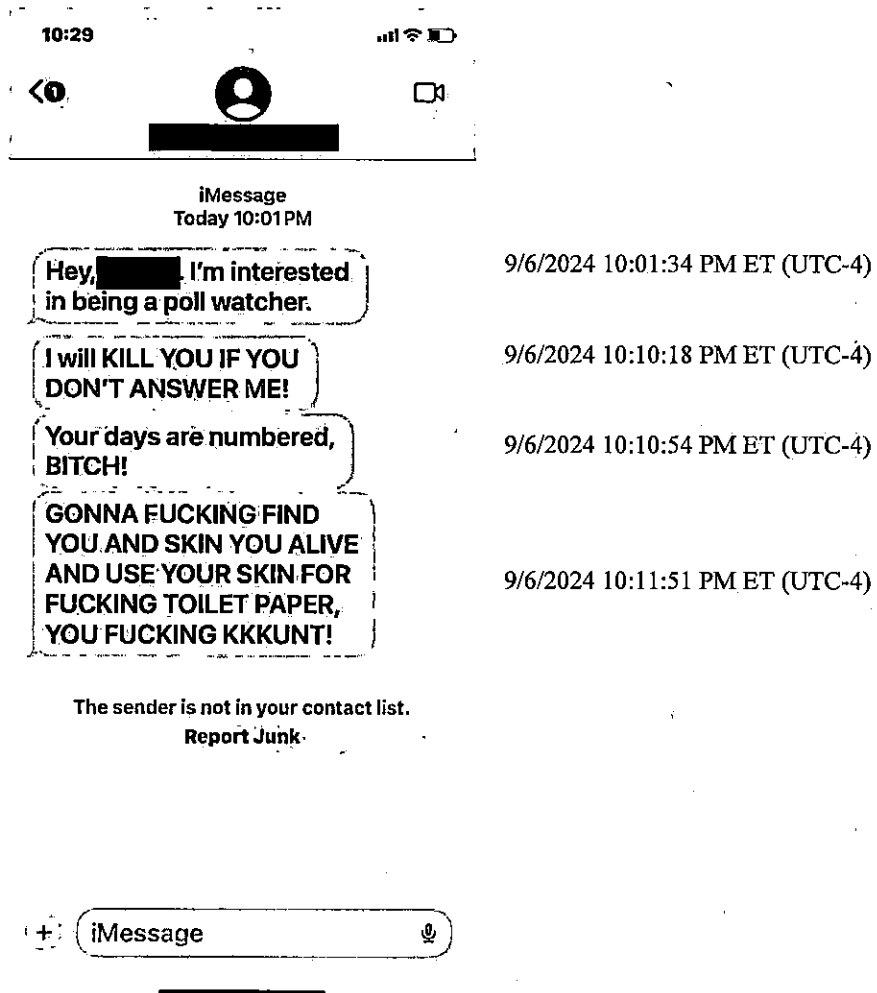 10:29
1
iMessage
Today 10:01 PM
Hey, . I'm interested
in being a poll watcher.
9/6/2024 10:01:34 PM ET (UTC-4)
I will KILL YOU IF YOU
DON'T ANSWER ME!
9/6/2024 10:10:18 PM ET (UTC-4)
Your days are numbered,
BITCH!
9/6/2024 10:10:54 PM ET (UTC-4)
GONNA FUCKING FIND
YOU AND SKIN YOU ALIVE
AND USE YOUR SKIN FOR
FUCKING TOILET PAPER,
YOU FUCKING KKKUNT!
9/6/2024 10:11:51 PM ET (UTC-4)
The sender is not in your contact list.
Report Junk
iMessage